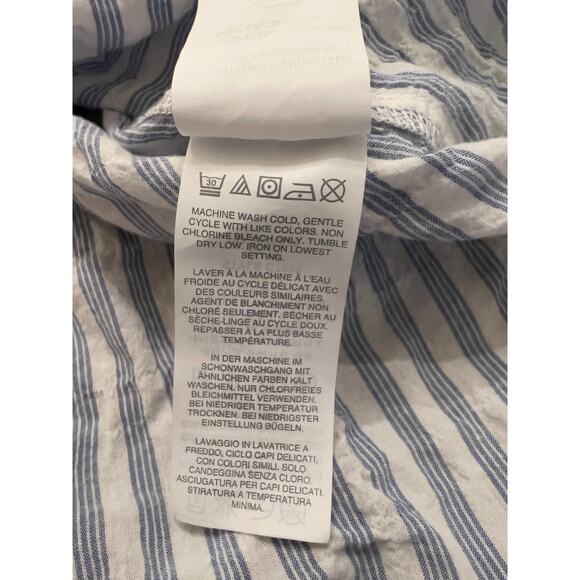 30
MACHINE WASH COLD, GENTLE
CYCLE WITH LIKE COLORS. NON
CHLORINE BLEACH ONLY. TUMBLE
DRY LOW. IRON ON LOWEST
SETTING.
LAVER À LA MACHINE À L'EAU
FROIDE AU CYCLE DÉLICAT AVEC
DES COULEURS SIMILAIRES.
AGENT DE BLANCHIMENT NON
CHLORÉ SEULEMENT. SÉCHER AU
SÈCHE-LINGE AU CYCLE DOUX.
REPASSER À LA PLUS BASSE
TEMPÉRATURE.
IN DER MASCHINE IM
SCHONWASCHGANG MIT
ÄHNLICHEN FARBEN KALT
WASCHEN. NUR CHLORFREIES
BLEICHMITTEL VERWENDEN.
BEI NIEDRIGER TEMPERATUR
TROCKNEN. BEI NIEDRIGSTER
EINSTELLUNG BÜGELN.
LAVAGGIO IN LAVATRICE A
FREDDO, CICLO CAPI DELICATI,
CON COLORI SIMILI. SOLO
CANDEGGINA SENZA CLORO.
ASCIUGATURA PER CAPI DELICATI.
STIRATURA A TEMPERATURA
MINIMA.